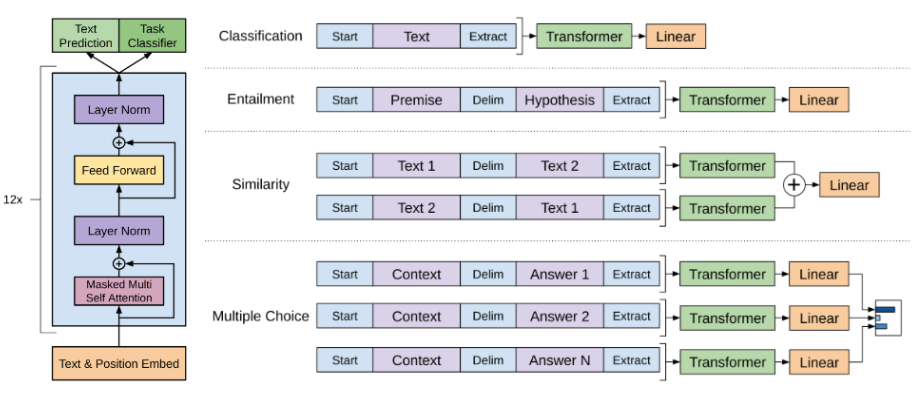 Text
Prediction
Task
Classifier
12x
Layer Norm
Feed Forward
Layer Norm
Masked Multi
Self Attention
Text & Position Embed
Classification Start Text Extract Transformer Linear
Entailment Start Premise Delim Hypothesis Extract Transformer Linear
Similarity
Start Text 1 Delim Text 2 Extract Transformer
Start Text 2 Delim Text 1 Extract Transformer
Linear
Multiple Choice
Start Context Delim Answer 1 Extract Transformer Linear
Start Context Delim Answer 2 Extract Transformer Linear
Start Context Delim Answer N Extract Transformer Linear